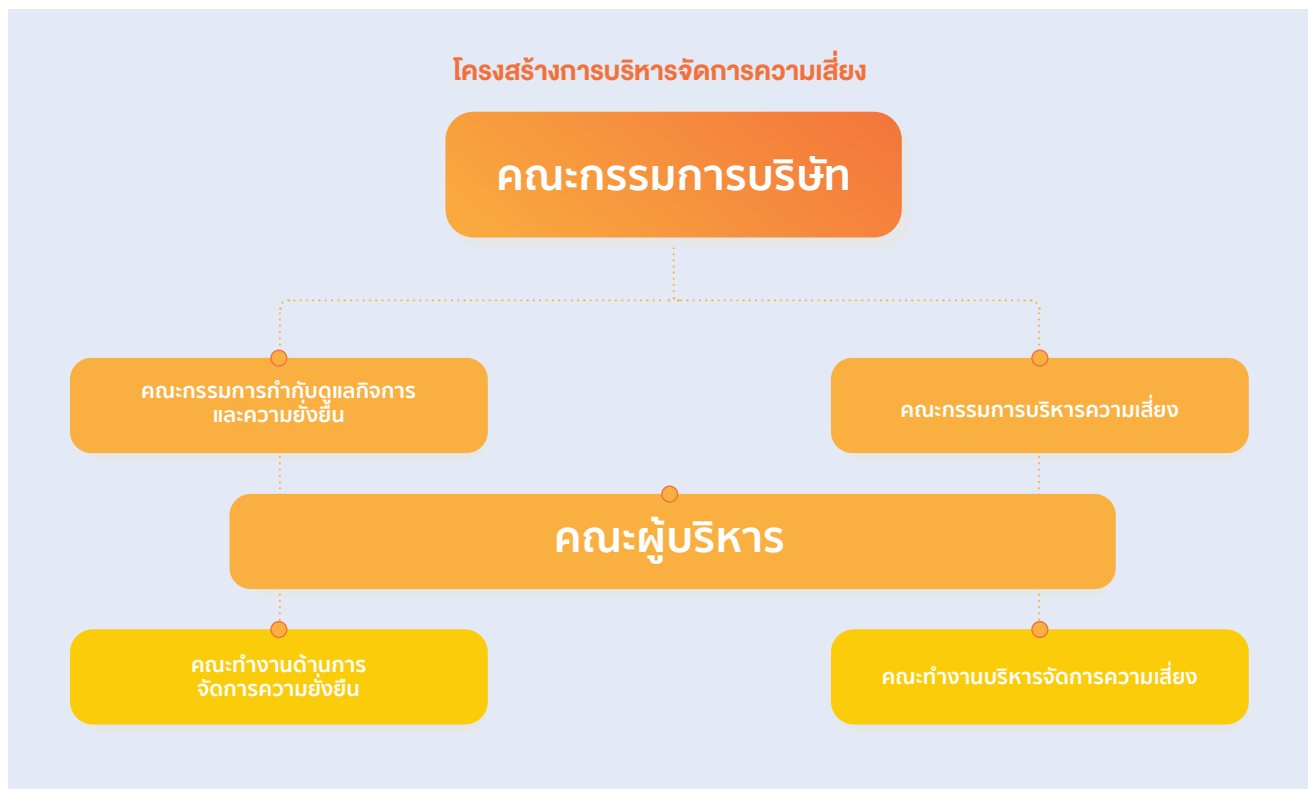 โครงสร้างการบริหารจัดการความเสี่ยง
คณะกรรมการบริษัท
คณะกรรมการกำกับดูแลกิจการ
และความยั่งยืน
คณะกรรมการบริหารความเสี่ยง
คณะผู้บริหาร
คณะทำงานด้านการ
จัดการความยั่งยืน
คณะทำงานบริหารจัดการความเสี่ยง